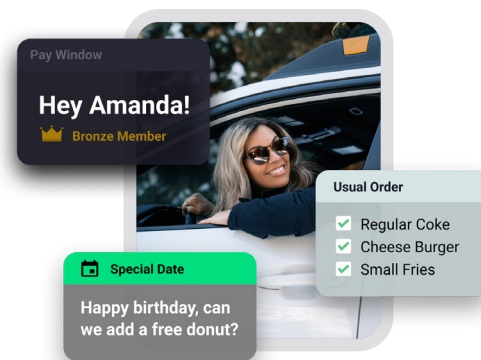 Pay Window
Hey Amanda!
Bronze Member
Usual Order
Regular Coke
Cheese Burger
Small Fries
Special Date
Happy birthday, can
we add a free donut?